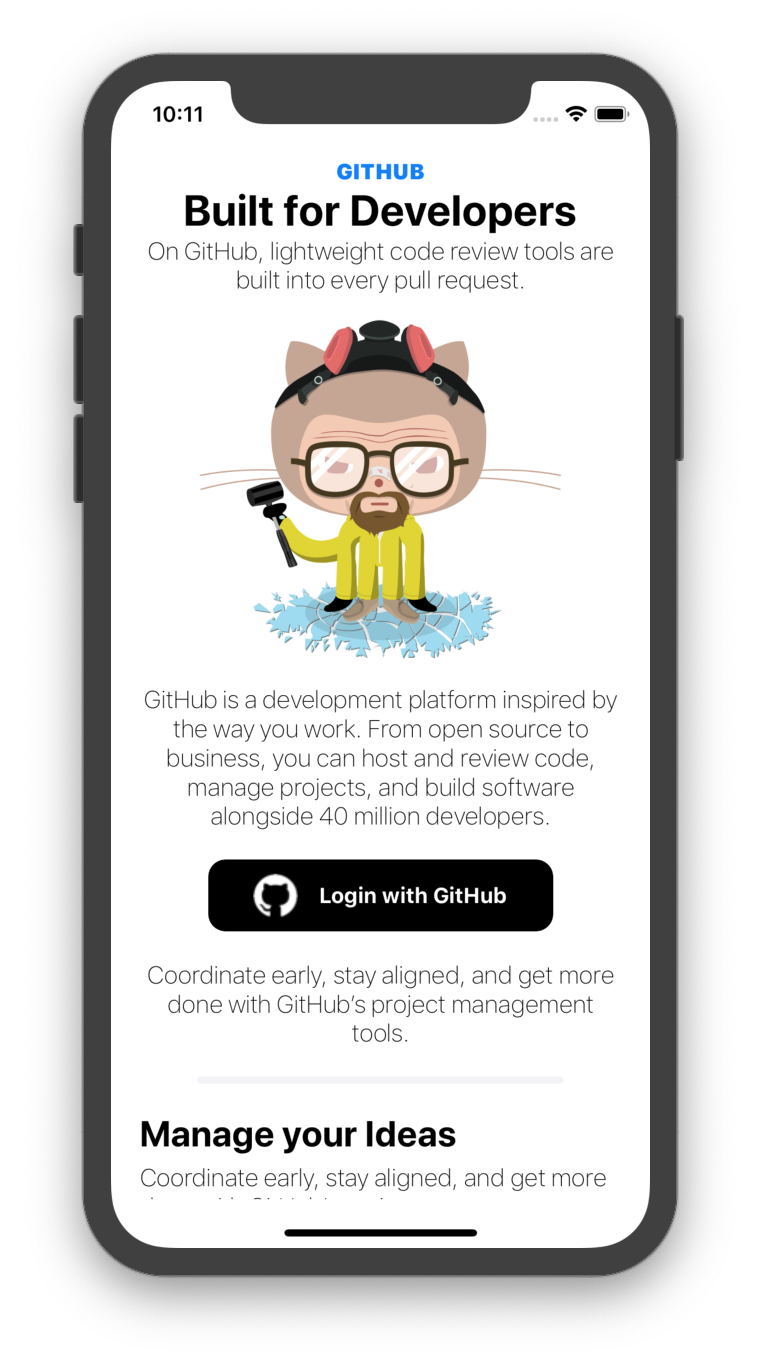 10:11
GITHUB
Built for Developers
On GitHub, lightweight code review tools are
built into every pull request.
GitHub is a development platform inspired by
the way you work. From open source to
business, you can host and review code,
manage projects, and build software
alongside 40 million developers.
Login with GitHub
Coordinate early, stay aligned, and get more
done with GitHub’s project management
tools.
Manage your Ideas
Coordinate early, stay aligned, and get more